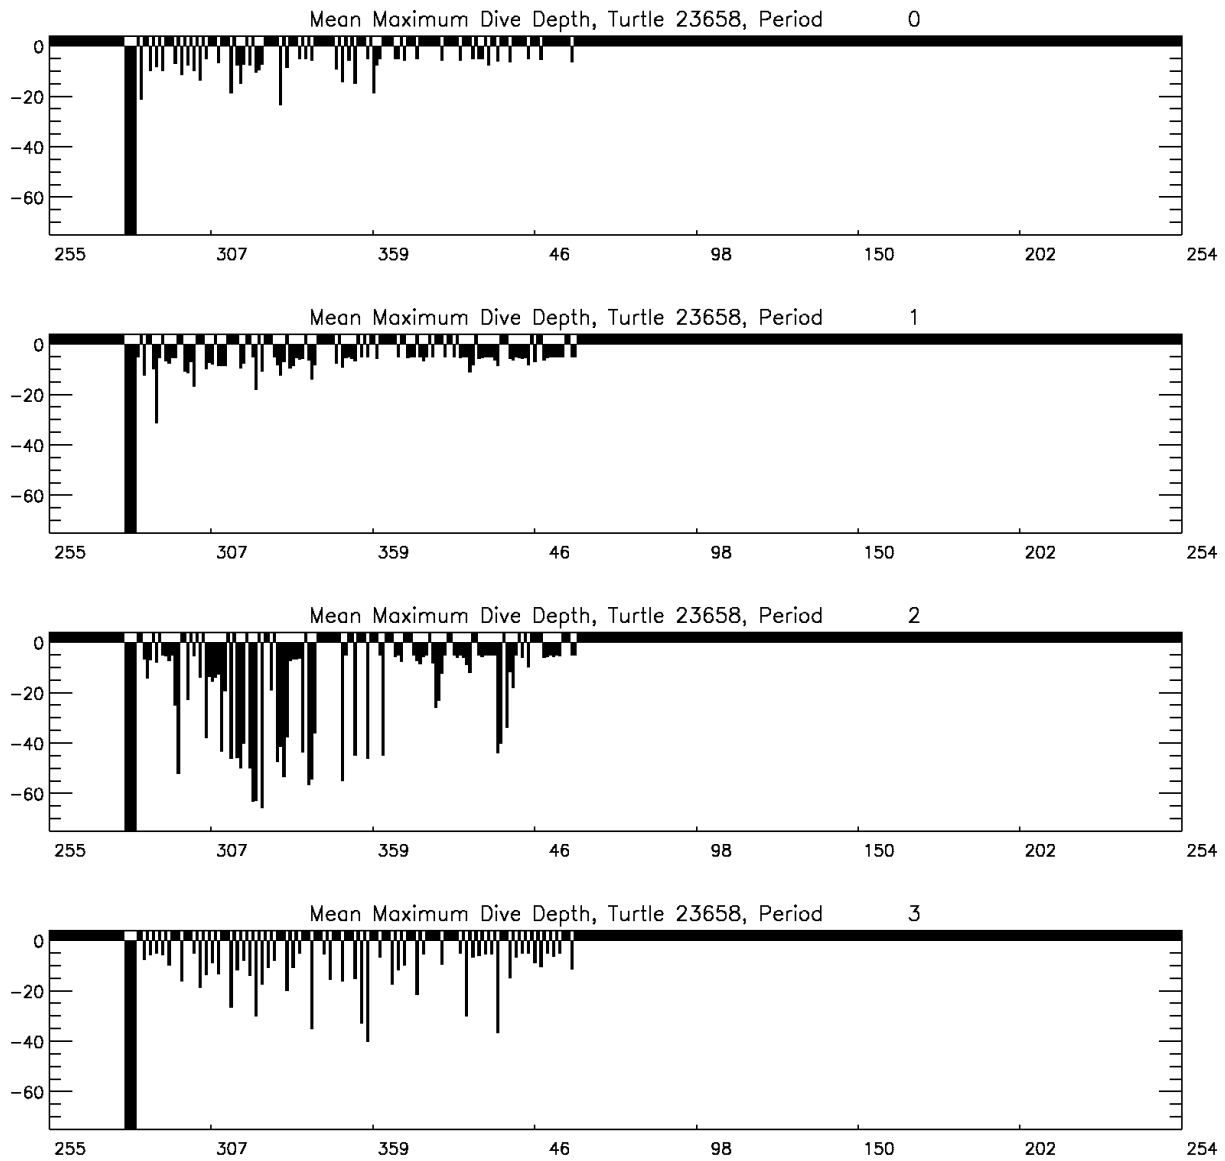 Mean Maximum Dive Depth, Turtle 23658, Period 0
0
−20
−40
−60
255 307 359 46 98 150 202 254
Mean Maximum Dive Depth, Turtle 23658, Period 1
0
−20
−40
−60
255 307 359 46 98 150 202 254
Mean Maximum Dive Depth, Turtle 23658, Period 2
0
−20
−40
−60
255 307 359 46 98 150 202 254
Mean Maximum Dive Depth, Turtle 23658, Period 3
0
−20
−40
−60
255 307 359 46 98 150 202 254